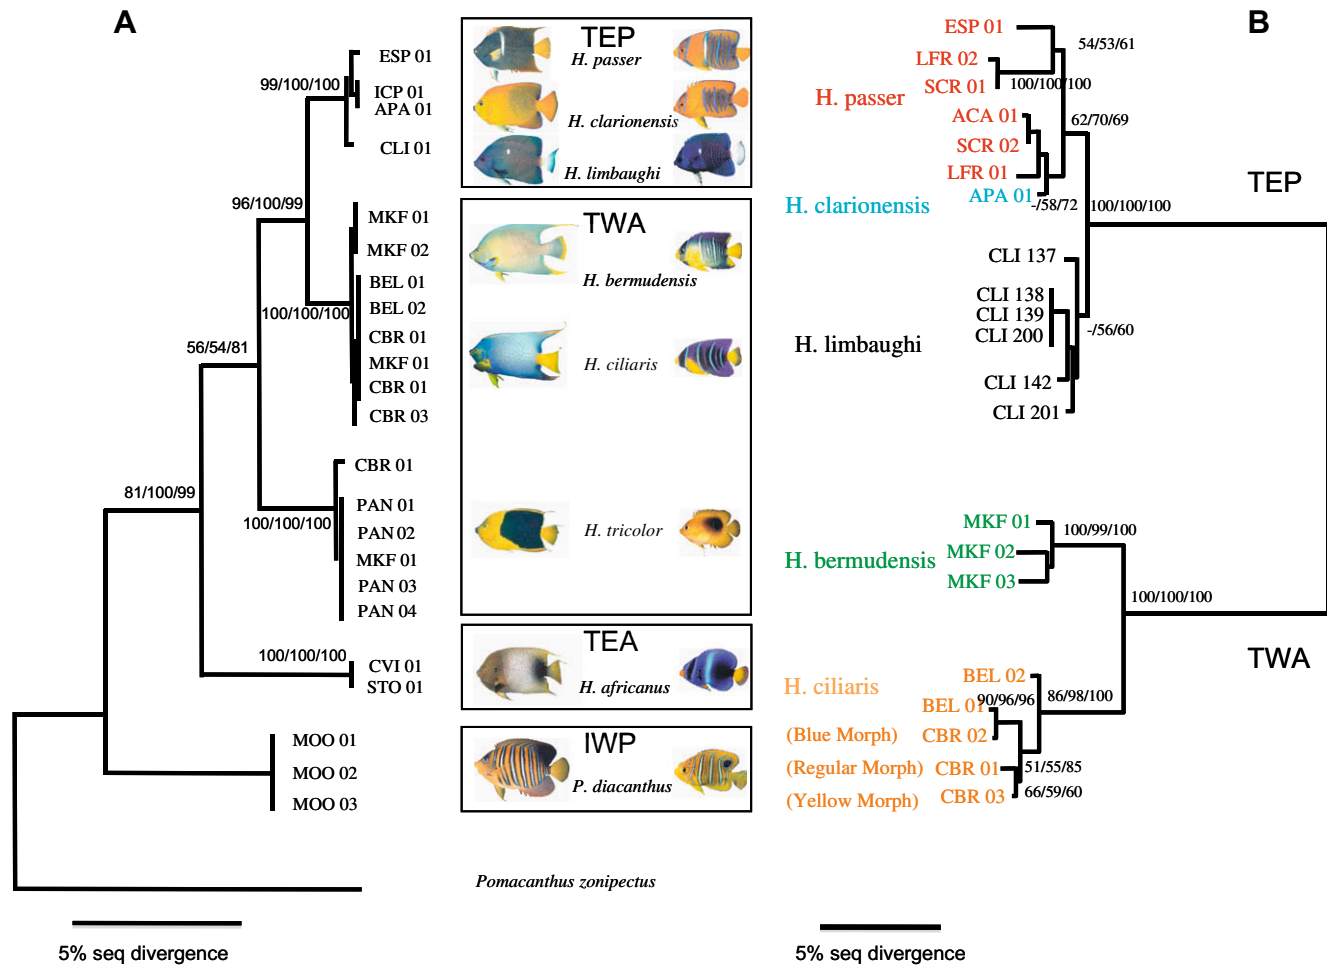 A
99/100/100
ESP 01
ICP 01
APA 01
CLI 01
96/100/99
MKF 01
MKF 02
BEL 01
BEL 02
100/100/100
CBR 01
MKF 01
CBR 01
CBR 03
56/54/81
CBR 01
PAN 01
PAN 02
MKF 01
PAN 03
PAN 04
100/100/100
81/100/99
100/100/100
CVI 01
STO 01
MOO 01
MOO 02
MOO 03
Pomacanthus zonipectus
5% seq divergence
TEP
H. passer
H. clarionensis
H. limbaughi
TWA
H. bermudensis
H. ciliaris
H. tricolor
TEA
H. africanus
IWP
P. diacanthus
B
ESP 01
54/53/61
LFR 02
SCR 01
100/100/100
H. passer
ACA 01
62/70/69
SCR 02
LFR 01
H. clarionensis
APA 01
-/58/72
100/100/100
TEP
CLI 137
CLI 138
CLI 139
CLI 200
-/56/60
H. limbaughi
CLI 142
CLI 201
MKF 01
100/99/100
H. bermudensis
MKF 02
MKF 03
100/100/100
TWA
H. ciliaris
BEL 02
86/98/100
BEL 01
90/96/96
(Blue Morph)
CBR 02
(Regular Morph)
CBR 01
51/55/85
(Yellow Morph)
CBR 03
66/59/60
5% seq divergence